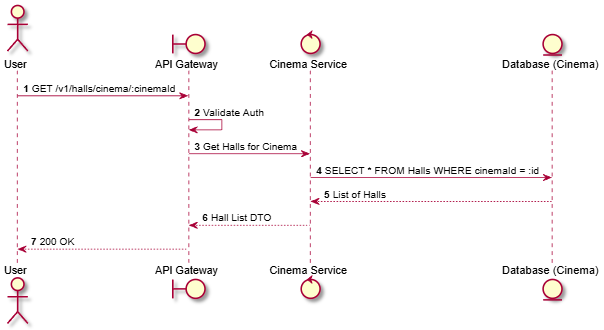 User
API Gateway
Cinema Service
Database (Cinema)
1 GET /v1/halls/cinema/:cinemaId
2 Validate Auth
3 Get Halls for Cinema
4 SELECT * FROM Halls WHERE cinemaId = :id
5 List of Halls
6 Hall List DTO
7 200 OK
User
API Gateway
Cinema Service
Database (Cinema)